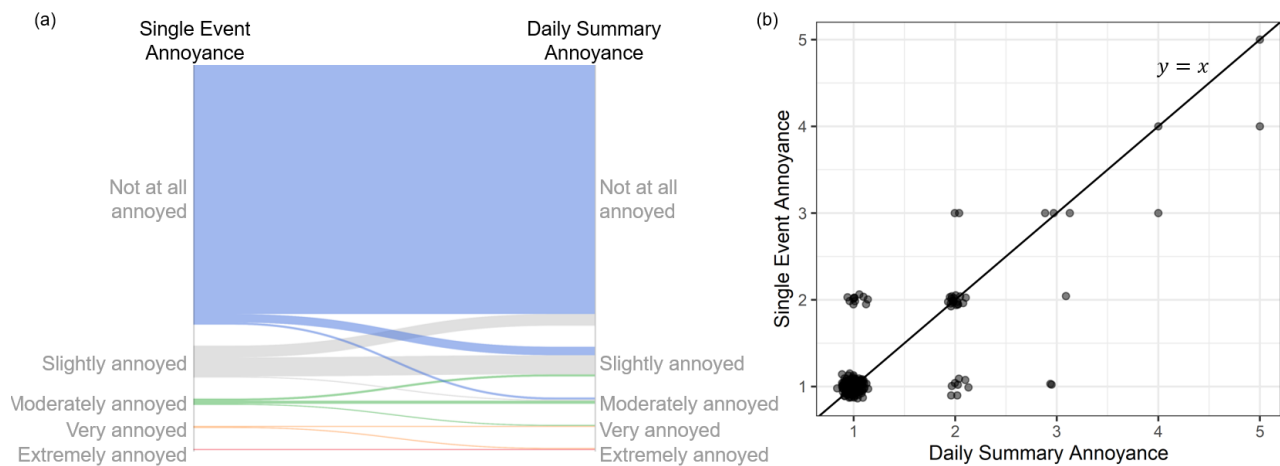 (a)
Single Event
Annoyance
Daily Summary
Annoyance
Not at all
annoyed
Not at all
annoyed
Slightly annoyed
Slightly annoyed
Moderately annoyed
Moderately annoyed
Very annoyed
Very annoyed
Extremely annoyed
Extremely annoyed
(b)
y = x
Single Event Annoyance
5
4
3
2
1
1
2
3
4
5
Daily Summary Annoyance